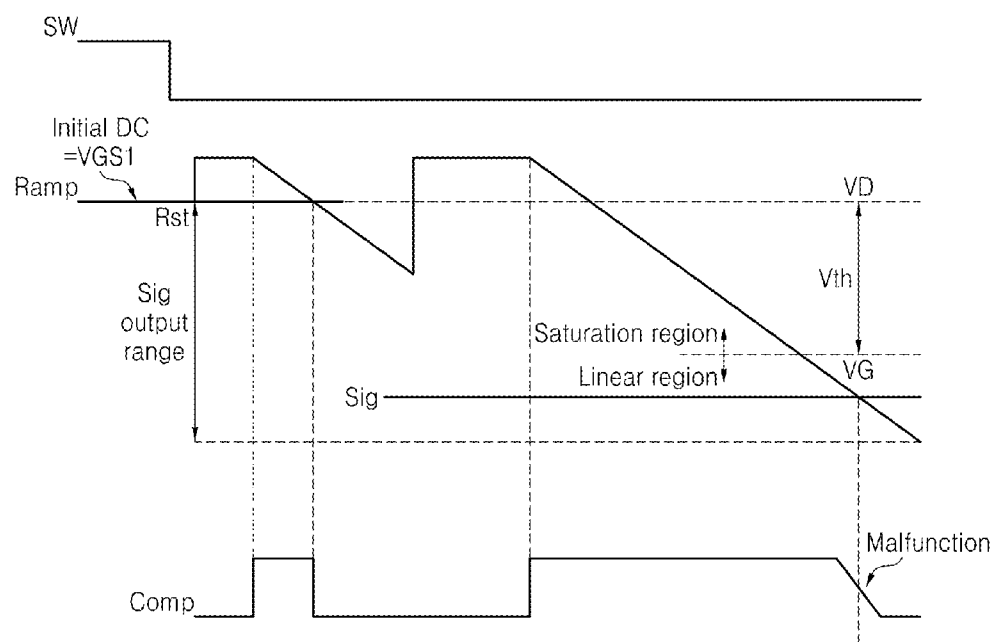 SW
Initial DC
=VGS1
Ramp
Rst
VD
Sig
output
range
Vth
Saturation region
VG
Linear region
Sig
Malfunction
Comp